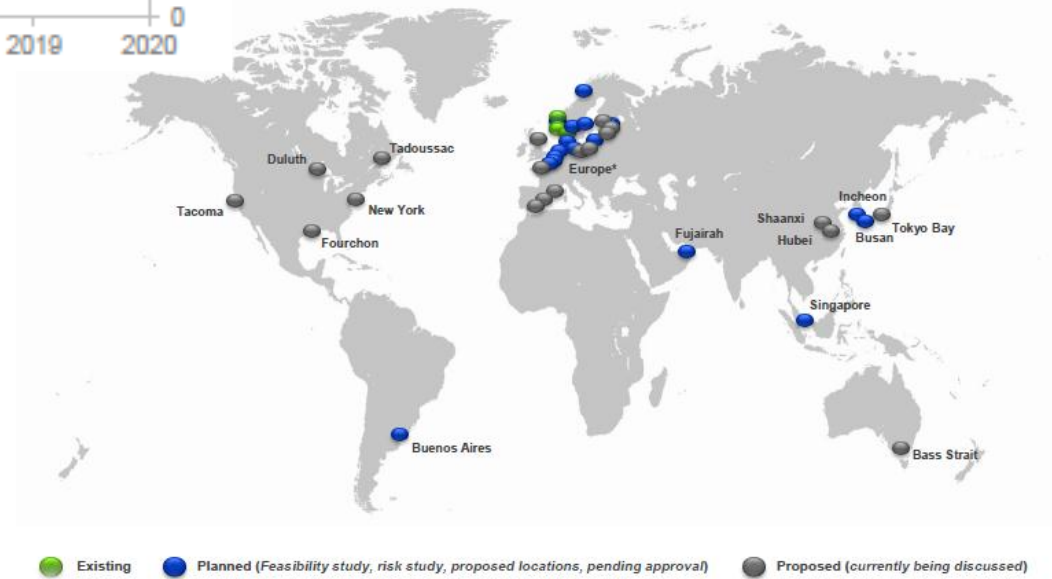 0
2019 2020
Tadoussac
Duluth
Europe*
Incheon
Tacoma
New York
Shaanxi
Tokyo Bay
Fujairah
Busan
Hubei
Fourchon
Singapore
Buenos Aires
Bass Strait
Existing
Planned (Feasibility study, risk study, proposed locations, pending approval)
Proposed (currently being discussed)